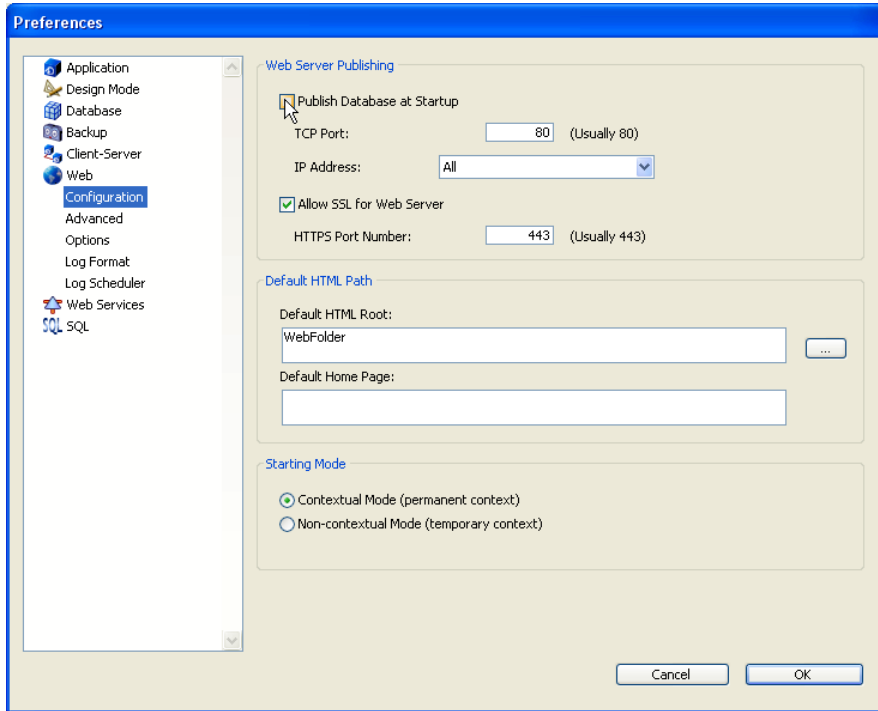 Preferences
Application
Design Mode
Database
Backup
Client-Server
Web
Configuration
Advanced
Options
Log Format
Log Scheduler
Web Services
SQL SQL
Web Server Publishing
Publish Database at Startup
TCP Port: 80 (Usually 80)
IP Address: All
Allow SSL for Web Server
HTTPS Port Number: 443 (Usually 443)
Default HTML Path
Default HTML Root:
WebFolder
...
Default Home Page:
Starting Mode
Contextual Mode (permanent context)
Non-contextual Mode (temporary context)
Cancel OK